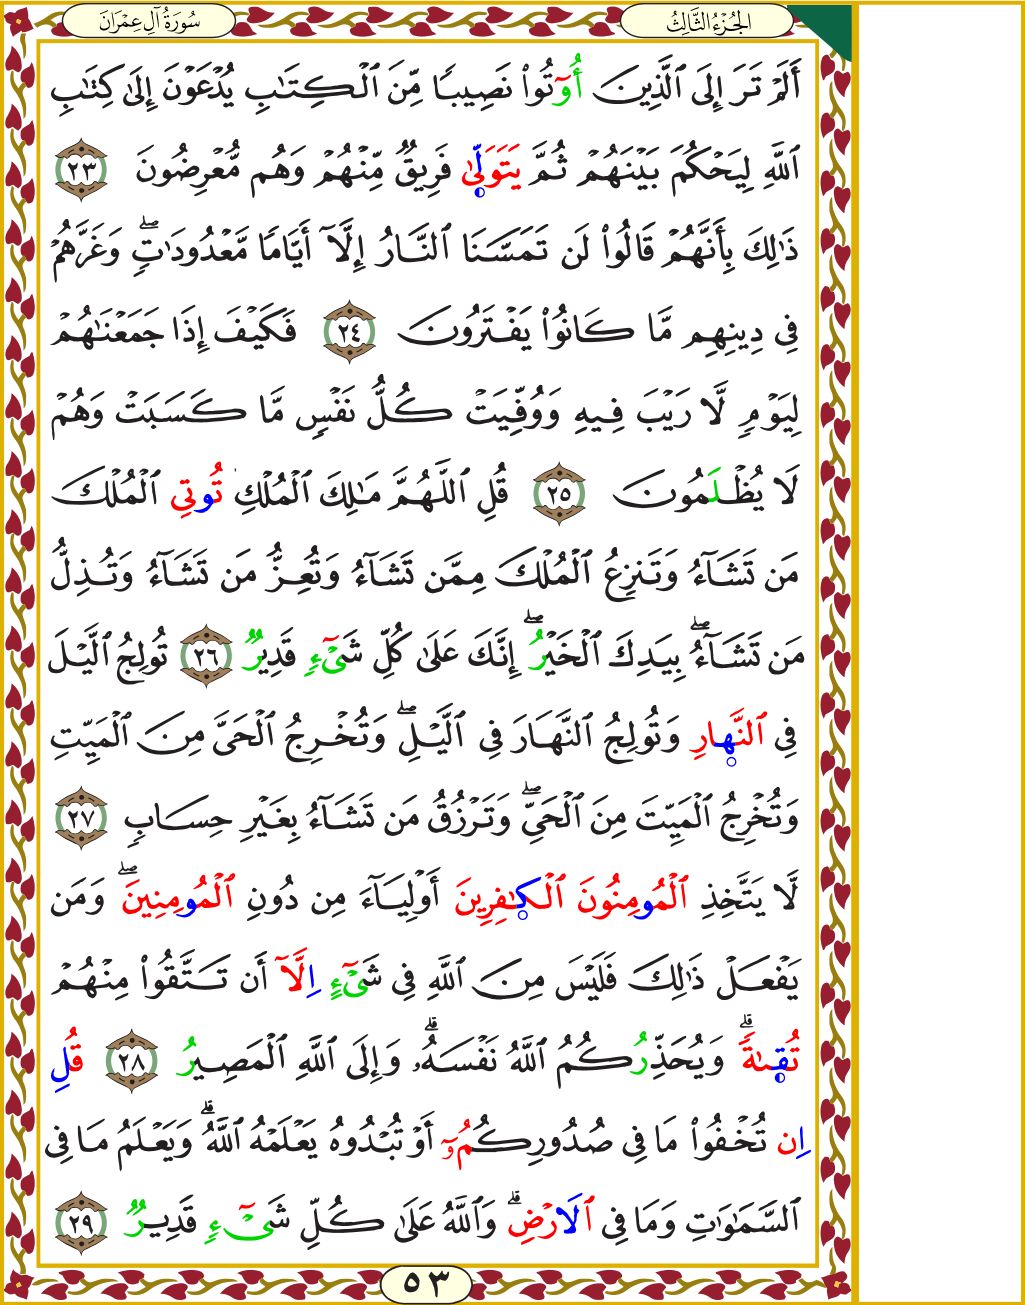 سُورَةُ آلِ عِمْرَان
الجُزْءُ الثَّالِثُ
أَلَمْ تَرَ إِلَى ٱلَّذِينَ أُوٓتُوا۟ نَصِيبًا مِّنَ ٱلْكِتَٰبِ يُدْعَوْنَ إِلَىٰ كِتَٰبِ
ٱللَّهِ لِيَحْكُمَ بَيْنَهُمْ ثُمَّ يَتَوَلَّىٰ فَرِيقٌ مِّنْهُمْ وَهُم مُّعْرِضُونَ ٢٣
ذَٰلِكَ بِأَنَّهُمْ قَالُوا۟ لَن تَمَسَّنَا ٱلنَّارُ إِلَّآ أَيَّامًا مَّعْدُودَٰتٍۖ وَغَرَّهُمْ
فِى دِينِهِم مَّا كَانُوا۟ يَفْتَرُونَ ٢٤ فَكَيْفَ إِذَا جَمَعْنَٰهُمْ
لِيَوْمٍ لَّا رَيْبَ فِيهِ وَوُفِّيَتْ كُلُّ نَفْسٍ مَّا كَسَبَتْ وَهُمْ
لَا يُظْلَمُونَ ٢٥ قُلِ ٱللَّهُمَّ مَٰلِكَ ٱلْمُلْكِ تُوتِى ٱلْمُلْكَ
مَن تَشَآءُ وَتَنزِعُ ٱلْمُلْكَ مِمَّن تَشَآءُ وَتُعِزُّ مَن تَشَآءُ وَتُذِلُّ
مَن تَشَآءُۖ بِيَدِكَ ٱلْخَيْرُۖ إِنَّكَ عَلَىٰ كُلِّ شَىْٓءٍ قَدِيرٌ ٢٦ تُولِجُ ٱلَّيْلَ
فِى ٱلنَّهِارِ وَتُولِجُ ٱلنَّهَارَ فِى ٱلَّيْلِۖ وَتُخْرِجُ ٱلْحَىَّ مِنَ ٱلْمَيِّتِ
وَتُخْرِجُ ٱلْمَيِّتَ مِنَ ٱلْحَىِّۖ وَتَرْزُقُ مَن تَشَآءُ بِغَيْرِ حِسَابٍ ٢٧
لَّا يَتَّخِذِ ٱلْمُومِنُونَ ٱلْكَٰفِرِينَ أَوْلِيَآءَ مِن دُونِ ٱلْمُومِنِينَۖ وَمَن
يَفْعَلْ ذَٰلِكَ فَلَيْسَ مِنَ ٱللَّهِ فِى شَىْٓءٍ اِلَّآ أَن تَتَّقُوا۟ مِنْهُمْ
تُقَىٰةًۗ وَيُحَذِّرُكُمُ ٱللَّهُ نَفْسَهُۥۗ وَإِلَى ٱللَّهِ ٱلْمَصِيرُ ٢٨ قُلِ
اِن تُخْفُوا۟ مَا فِى صُدُورِكُمُۥٓ أَوْ تُبْدُوهُ يَعْلَمْهُ ٱللَّهُۗ وَيَعْلَمُ مَا فِى
ٱلسَّمَٰوَٰتِ وَمَا فِى ٱلَارْضِۗ وَٱللَّهُ عَلَىٰ كُلِّ شَىْٓءٍ قَدِيرٌ ٢٩
٥٣